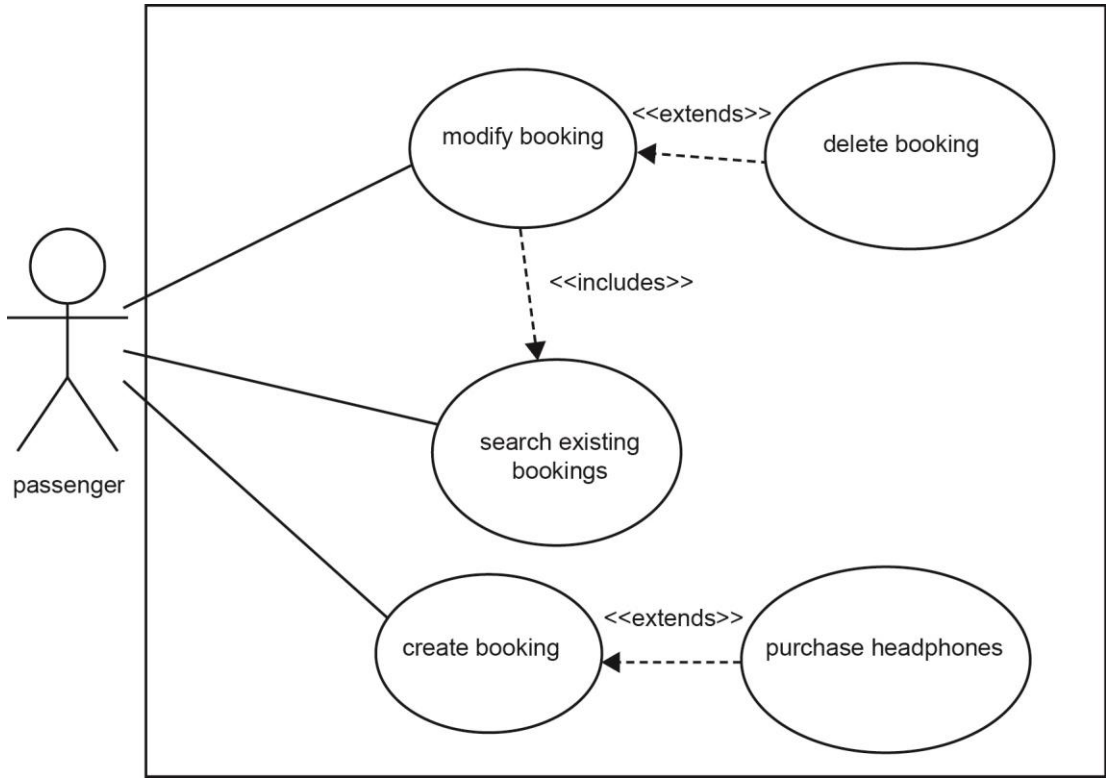 modify booking
<<extends>>
delete booking
<<includes>>
search existing
bookings
passenger
create booking
<<extends>>
purchase headphones